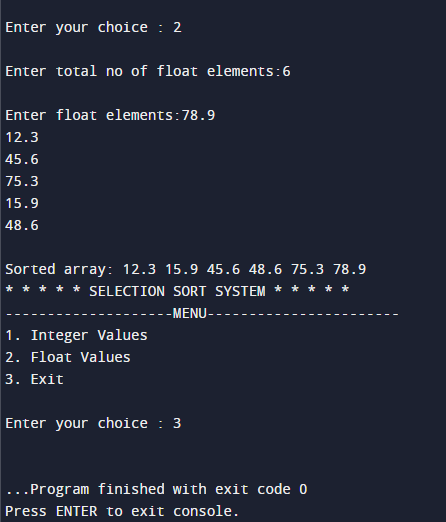 Enter your choice : 2
Enter total no of float elements:6
Enter float elements:78.9
12.3
45.6
75.3
15.9
48.6
Sorted array: 12.3 15.9 45.6 48.6 75.3 78.9
* * * * * SELECTION SORT SYSTEM * * * * *
--------------------MENU-----------------------
1. Integer Values
2. Float Values
3. Exit
Enter your choice : 3
...Program finished with exit code 0
Press ENTER to exit console.